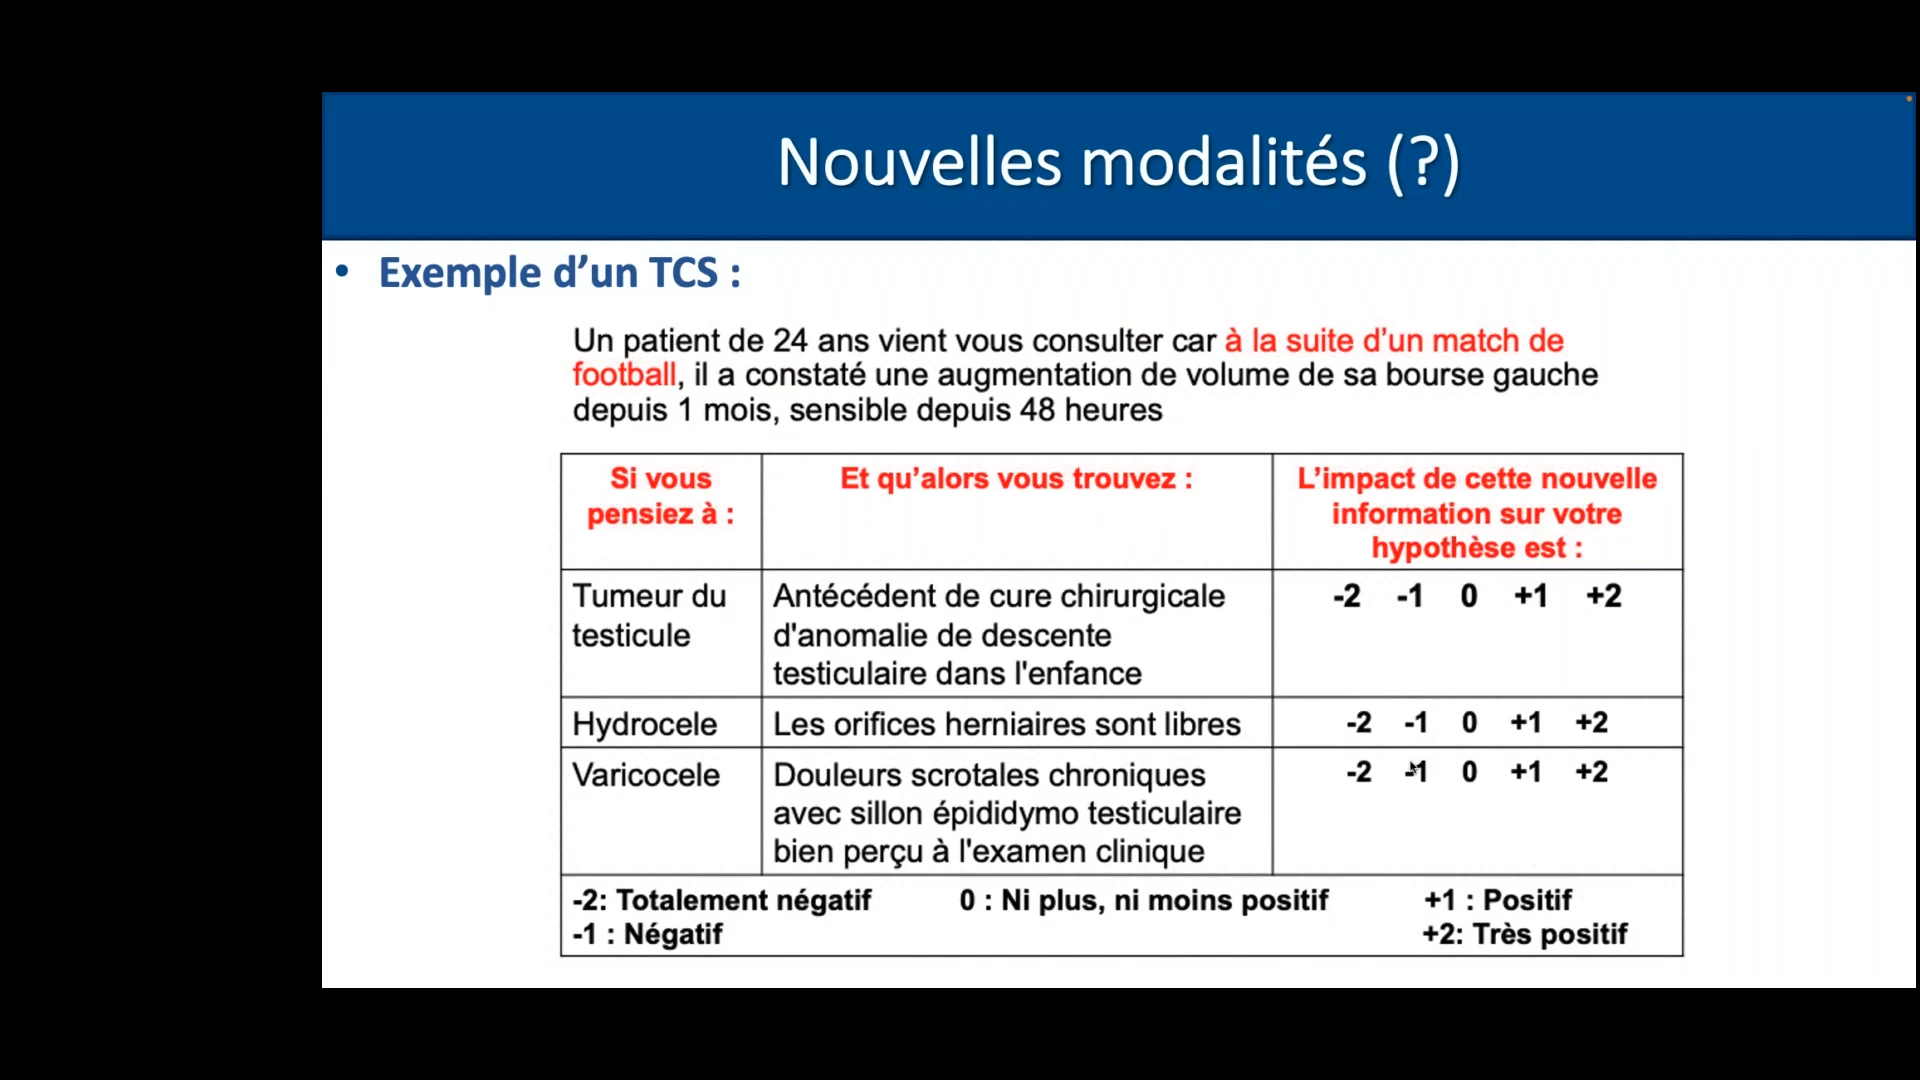 Nouvelles modalités (?)
• Exemple d’un TCS :
Un patient de 24 ans vient vous consulter car à la suite d’un match de
football, il a constaté une augmentation de volume de sa bourse gauche
depuis 1 mois, sensible depuis 48 heures
Si vous
pensiez à :
Et qu’alors vous trouvez :
L’impact de cette nouvelle
information sur votre
hypothèse est :
Tumeur du
testicule
Antécédent de cure chirurgicale
d'anomalie de descente
testiculaire dans l'enfance
-2 -1 0 +1 +2
Hydrocele
Les orifices herniaires sont libres
-2 -1 0 +1 +2
Varicocele
Douleurs scrotales chroniques
avec sillon épididymo testiculaire
bien perçu à l'examen clinique
-2 -1 0 +1 +2
-2: Totalement négatif 0 : Ni plus, ni moins positif +1 : Positif
-1 : Négatif +2: Très positif